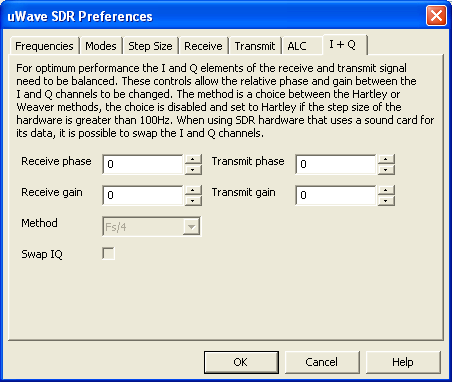 uWave SDR Preferences
Frequencies Modes Step Size Receive Transmit ALC I + Q
For optimum performance the I and Q elements of the receive and transmit signal
need to be balanced. These controls allow the relative phase and gain between the
I and Q channels to be changed. The method is a choice between the Hartley or
Weaver methods, the choice is disabled and set to Hartley if the step size of the
hardware is greater than 100Hz. When using SDR hardware that uses a sound card for
its data, it is possible to swap the I and Q channels.
Receive phase 0 Transmit phase 0
Receive gain 0 Transmit gain 0
Method Fs/4
Swap IQ
OK Cancel Help